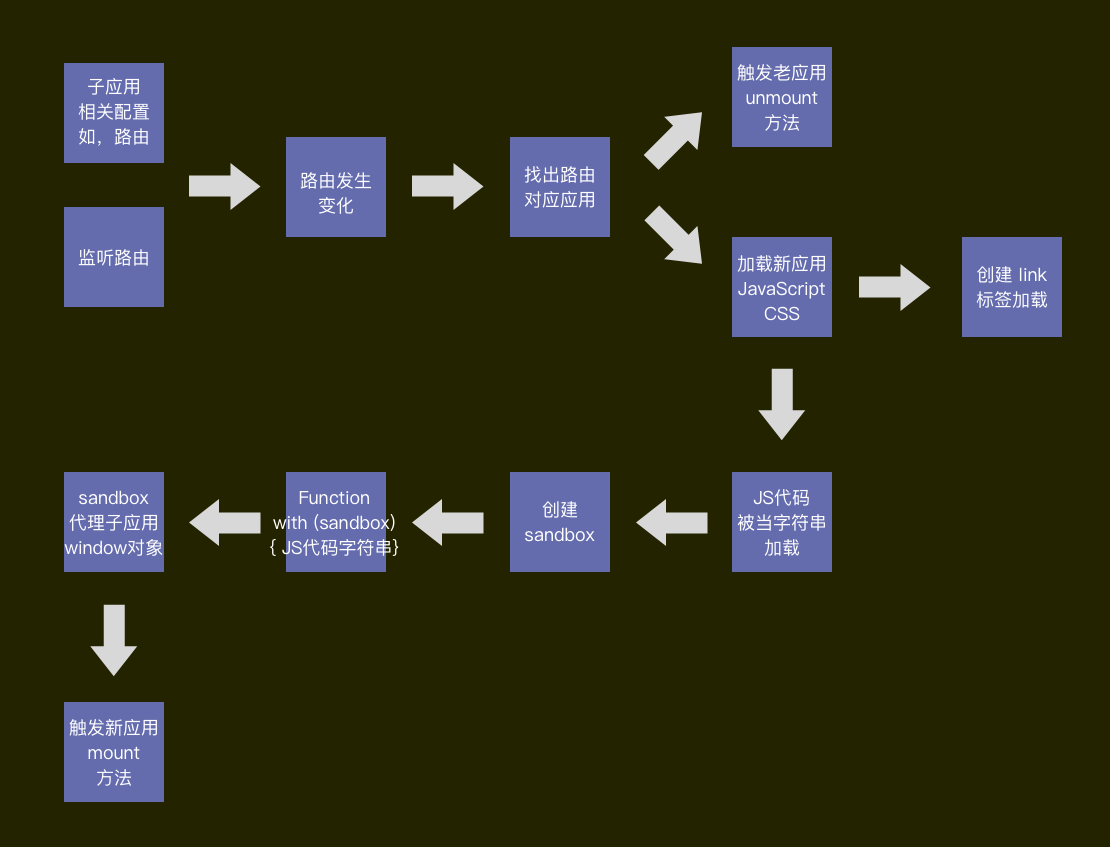 子应用
相关配置
如，路由
监听路由
路由发生
变化
找出路由
对应应用
触发老应用
unmount
方法
加载新应用
JavaScript
CSS
创建 link
标签加载
JS代码
被当字符串
加载
创建
sandbox
Function
with (sandbox)
{ JS代码字符串}
sandbox
代理子应用
window对象
触发新应用
mount
方法